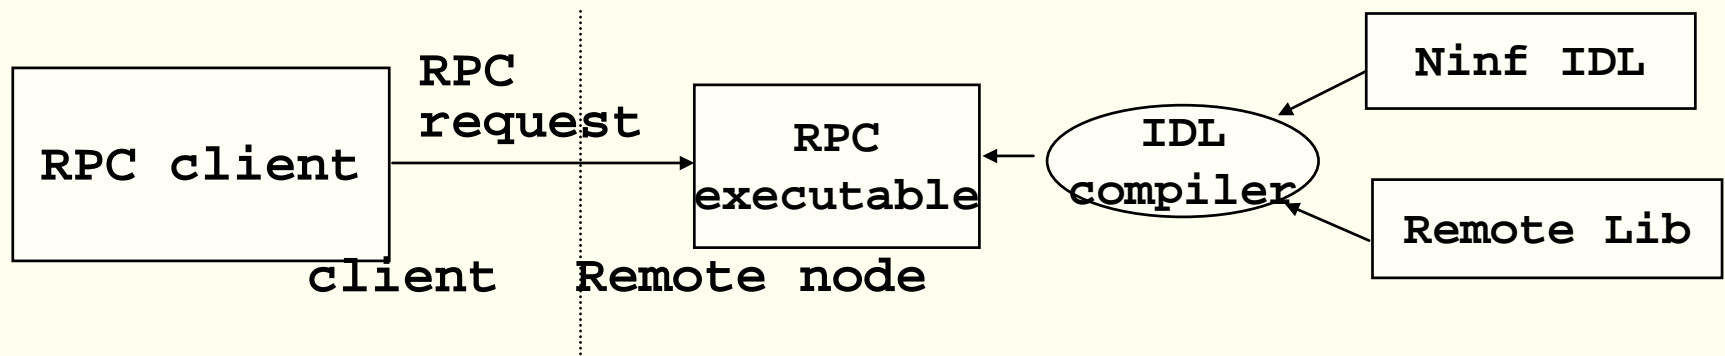 RPC client
RPC
request
RPC
executable
IDL
compiler
Ninf IDL
Remote Lib
client
Remote node